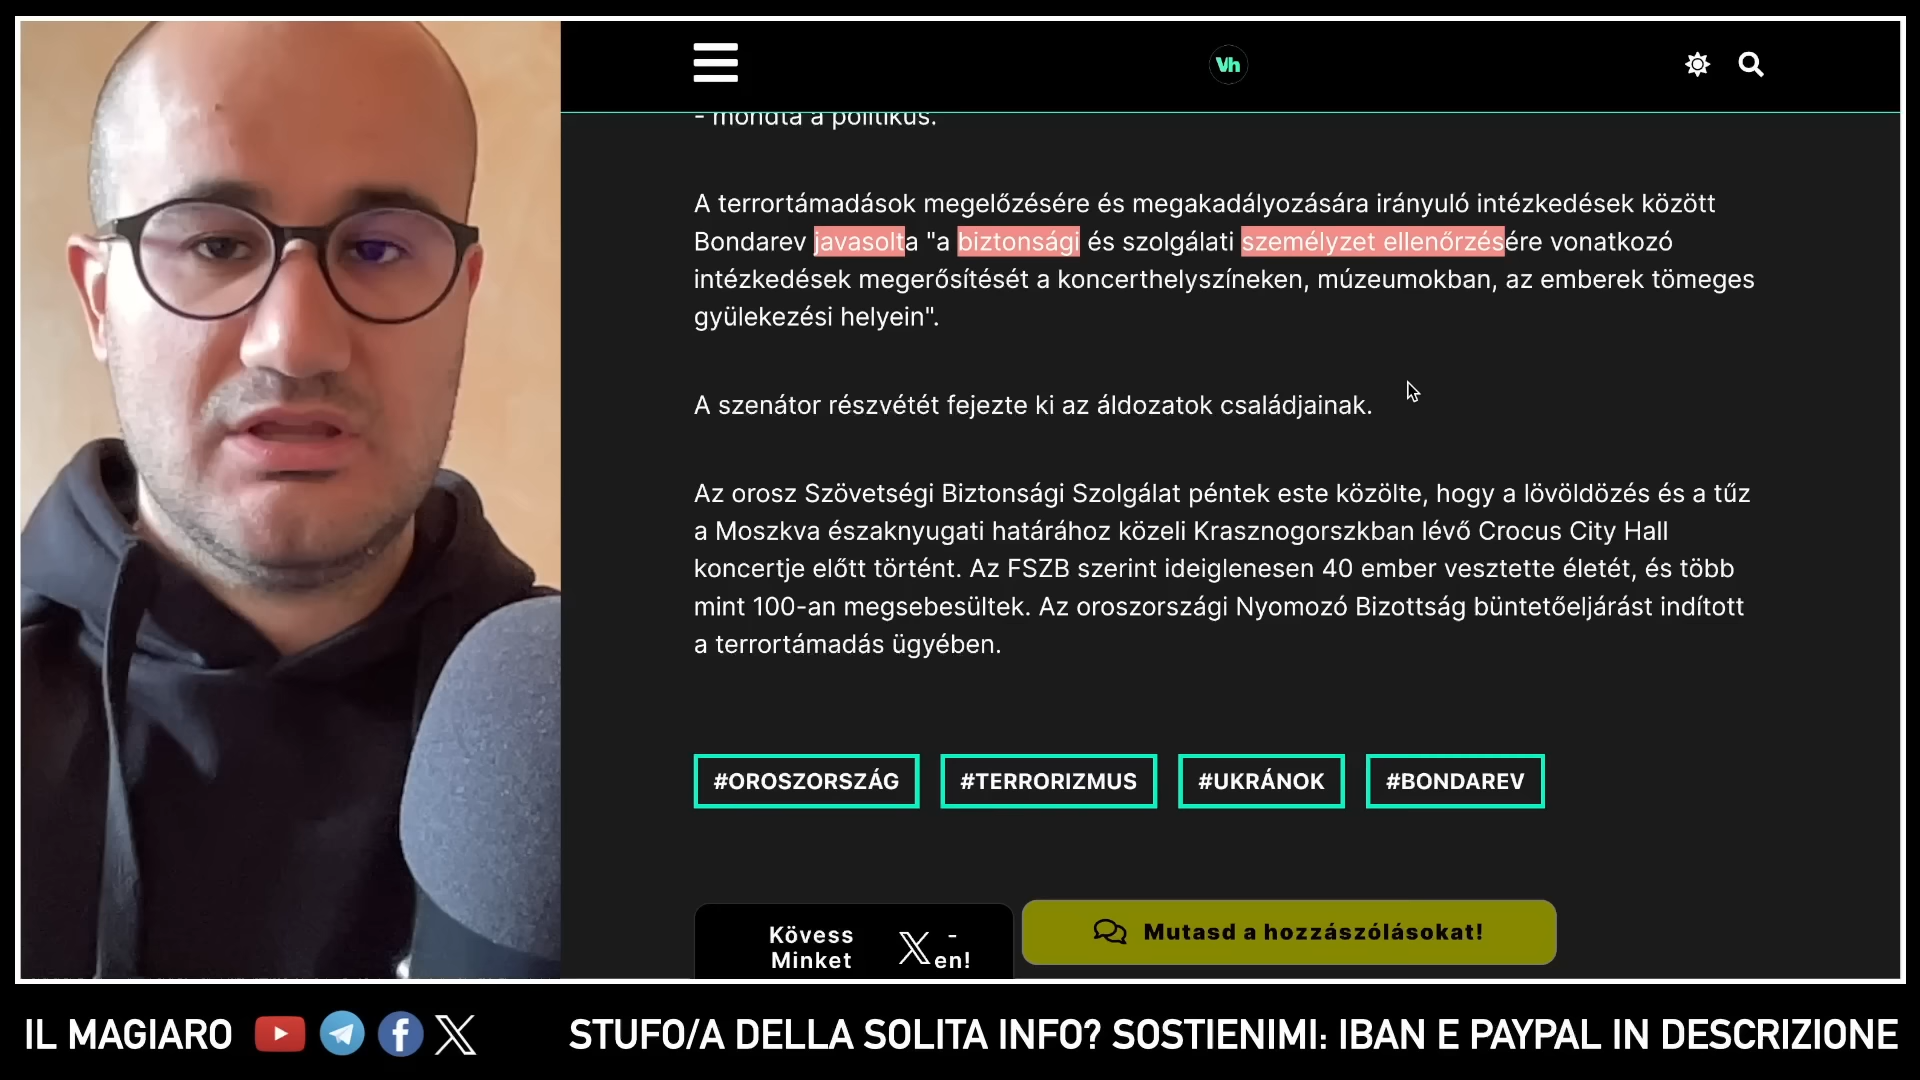 Vh
- mondta a politikus.
A terrortámadások megelőzésére és megakadályozására irányuló intézkedések között
Bondarev javasolta "a biztonsági és szolgálati személyzet ellenőrzésére vonatkozó
intézkedések megerősítését a koncerthelyszíneken, múzeumokban, az emberek tömeges
gyülekezési helyein".
A szenátor részvétét fejezte ki az áldozatok családjainak.
Az orosz Szövetségi Biztonsági Szolgálat péntek este közölte, hogy a lövöldözés és a tűz
a Moszkva északnyugati határához közeli Krasznogorszkban lévő Crocus City Hall
koncertje előtt történt. Az FSZB szerint ideiglenesen 40 ember vesztette életét, és több
mint 100-an megsebesültek. Az oroszországi Nyomozó Bizottság büntetőeljárást indított
a terrortámadás ügyében.
#OROSZORSZÁG #TERRORIZMUS #UKRÁNOK #BONDAREV
Kövess Minket X -en!
Mutasd a hozzászólásokat!
IL MAGIARO
STUFO/A DELLA SOLITA INFO? SOSTIENIMI: IBAN E PAYPAL IN DESCRIZIONE